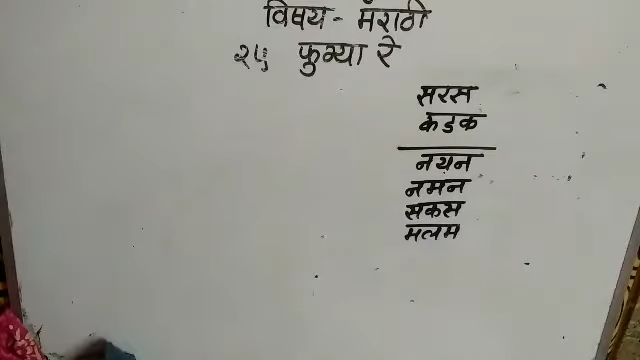 विषय - मराठी
२५ फुग्या रे
सरस
कडक
नयन
नमन
सकस
मलम